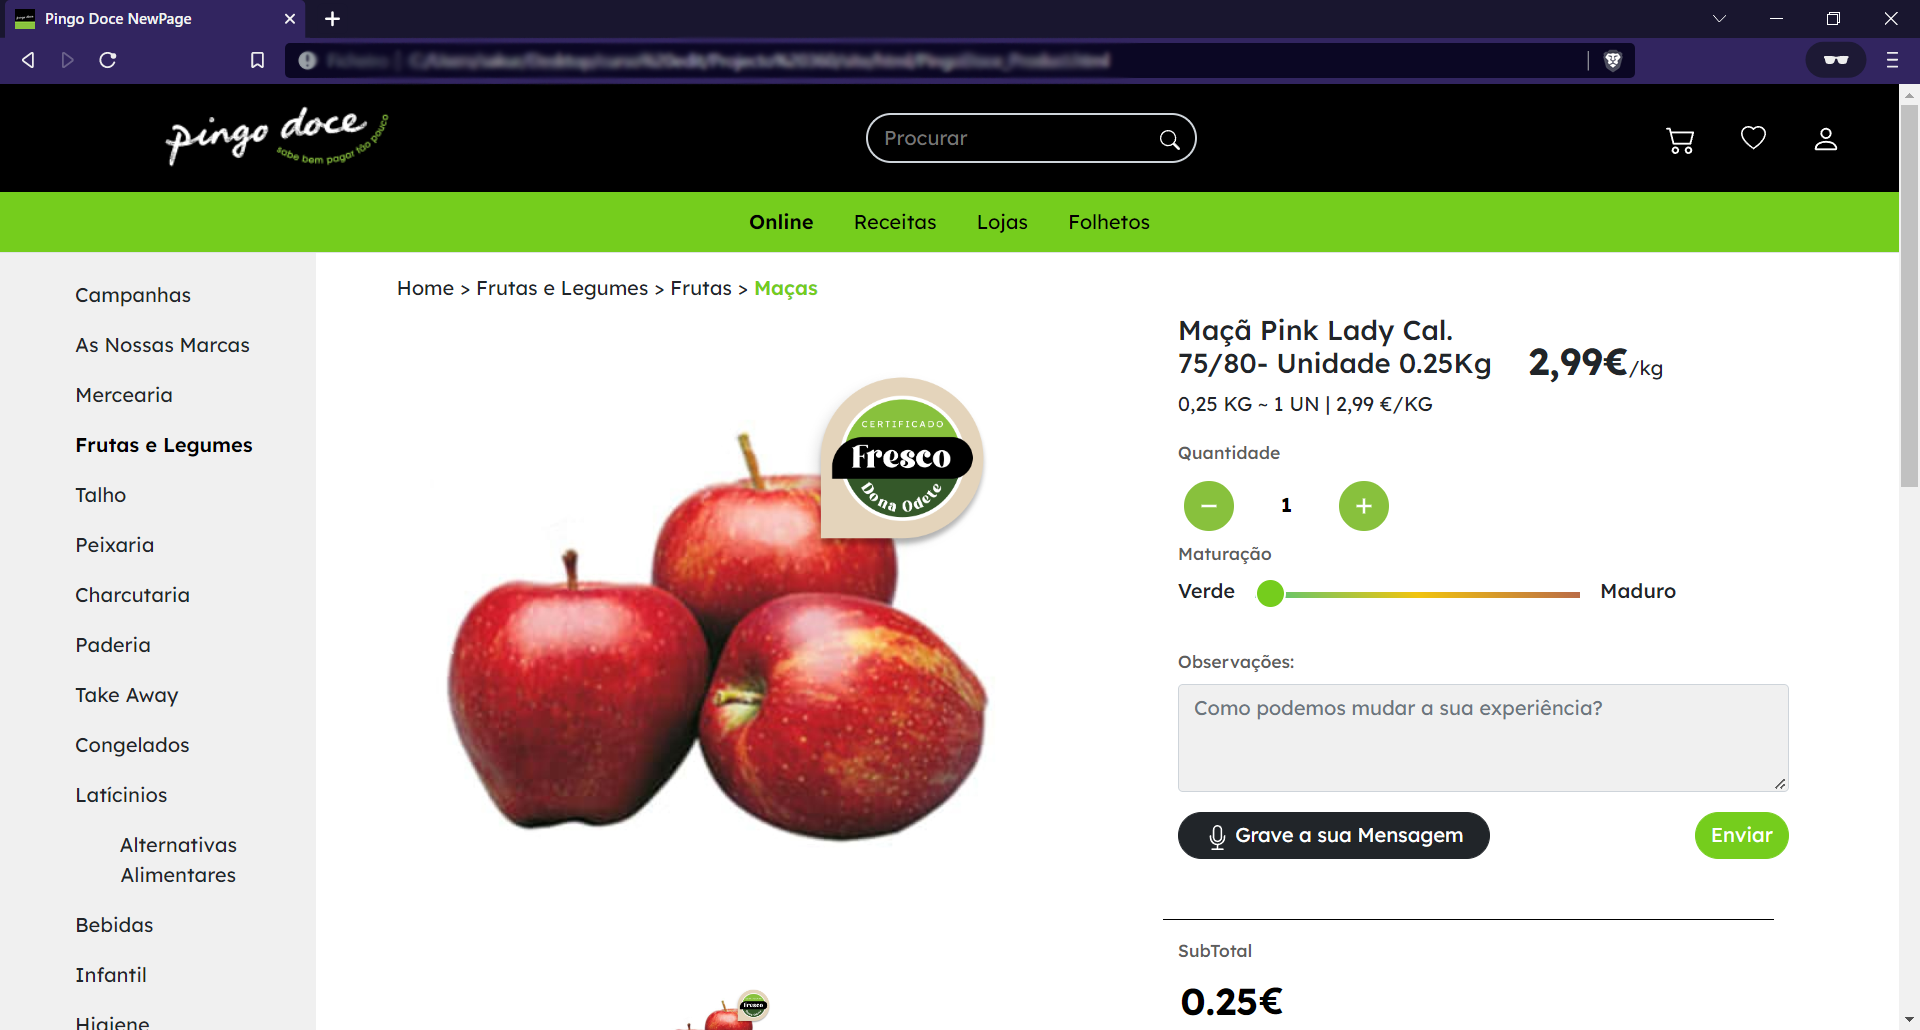 Pingo Doce NewPage
pingo doce
sabe bem pagar tão pouco
Procurar
Online Receitas Lojas Folhetos
Campanhas
As Nossas Marcas
Mercearia
Frutas e Legumes
Talho
Peixaria
Charcutaria
Paderia
Take Away
Congelados
Latícinios
Alternativas
Alimentares
Bebidas
Infantil
Higiene
Home > Frutas e Legumes > Frutas > Maças
CERTIFICADO
Fresco
Dona Odete
Maçã Pink Lady Cal.
75/80- Unidade 0.25Kg
2,99€/kg
0,25 KG ~ 1 UN | 2,99 €/KG
Quantidade
− 1 +
Maturação
Verde Maduro
Observações:
Como podemos mudar a sua experiência?
Grave a sua Mensagem Enviar
SubTotal
0.25€
Fresco